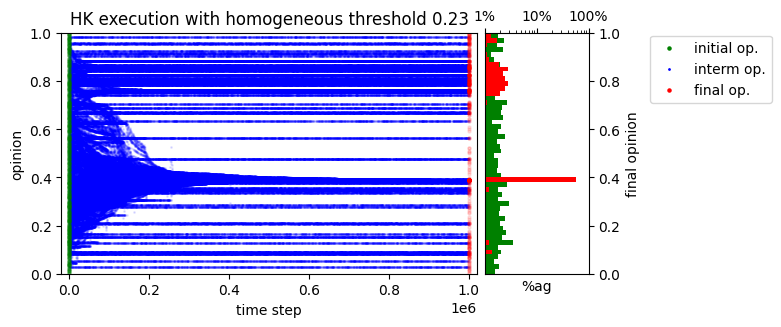 HK execution with homogeneous threshold 0.23
1% 10% 100%
1.0 1.0
0.8 0.8
0.6 0.6
0.4 0.4
0.2 0.2
0.0 0.0
opinion
final opinion
0.0 0.2 0.4 0.6 0.8 1.0
1e6
time step
%ag
initial op.
interm op.
final op.